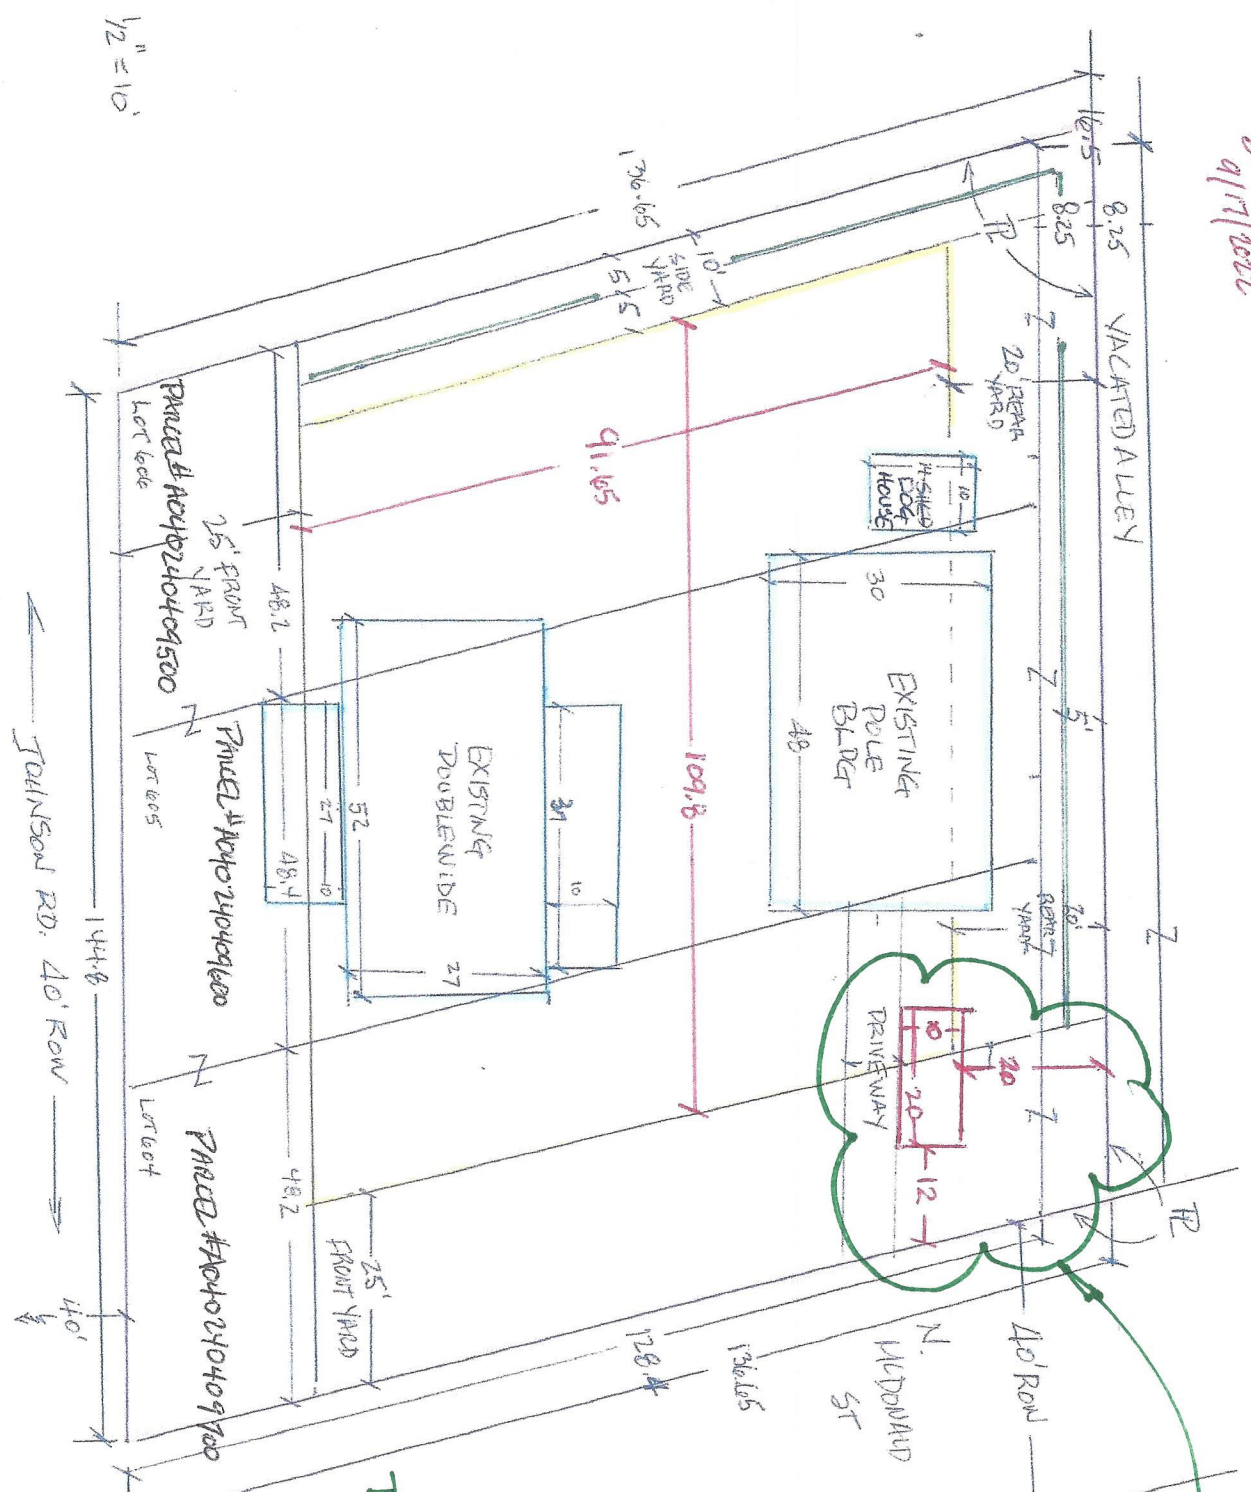 9/17/2022
1/2" = 10'
16.5
8.25
8.25
VACATED ALLEY
PL
136.65
10'
SIDE
YARD
5
5
20' REAR
YARD
91.65
109.8
14 SHED
DOG
HOUSE
10
30
EXISTING
POLE
BLDG
48
5'
20'
REAR
YARD
DRIVEWAY
10
20
20
12
PL
EXISTING
DOUBLEWIDE
52
27
10
27
10
25' FRONT
YARD
48.2
48.4
48.2
25'
FRONT YARD
PARCEL# A040240409500
LOT 606
PARCEL# A040240409600
LOT 605
PARCEL # A040240409700
LOT 604
144.8
JOHNSON RD. 40' ROW
40'
128.4
136.65
N. MCDONALD
ST
40' ROW